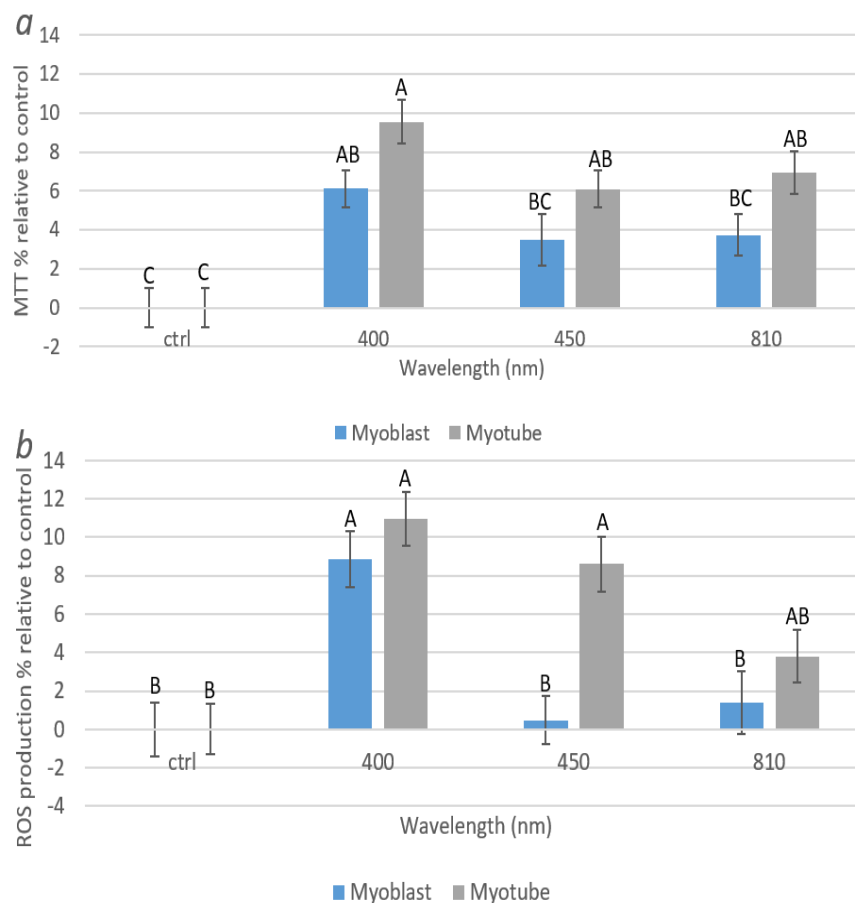 a
MTT % relative to control
14
12
10
8
6
4
2
0
-2
C
C
AB
A
BC
AB
BC
AB
ctrl
400
450
810
Wavelength (nm)
Myoblast
Myotube
b
ROS production % relative to control
14
12
10
8
6
4
2
0
-2
-4
B
B
A
A
B
A
B
AB
ctrl
400
450
810
Wavelength (nm)
Myoblast
Myotube